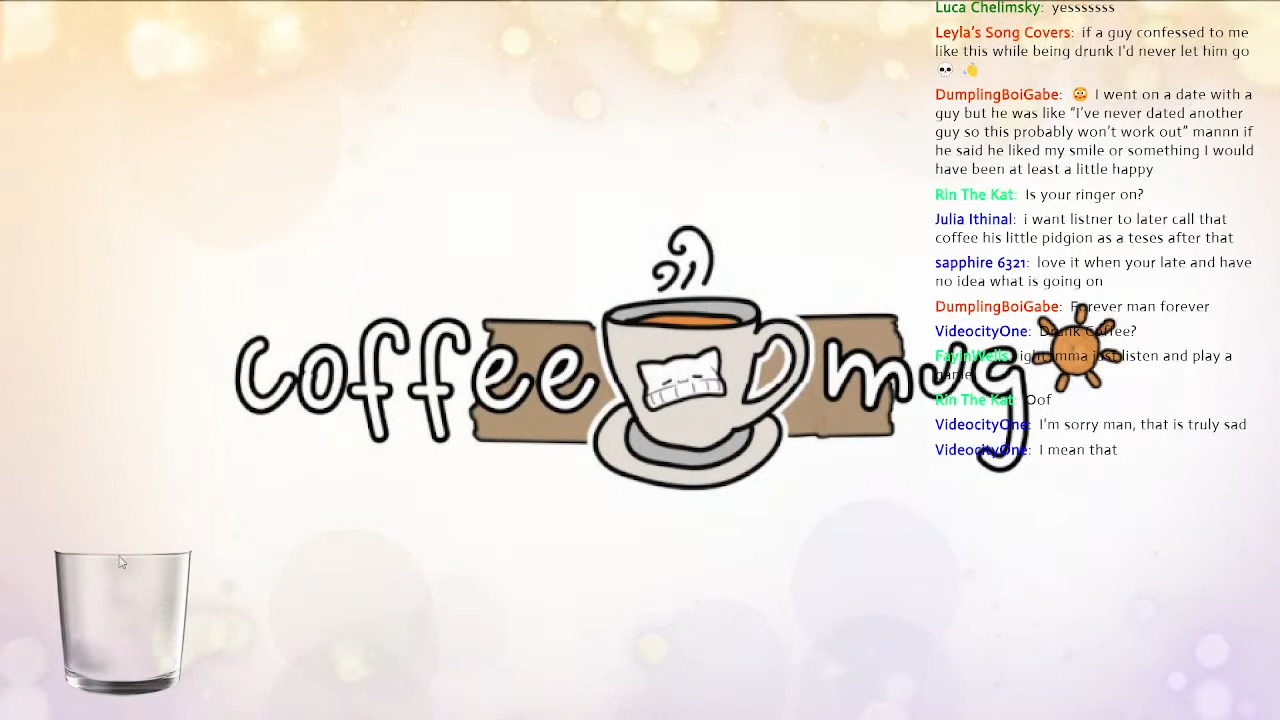 Luca Chelimsky: yesssssss
Leyla's Song Covers: if a guy confessed to me
like this while being drunk I'd never let him go
💀 👋
DumplingBoiGabe: 😳 I went on a date with a
guy but he was like “I've never dated another
guy so this probably won't work out” mannn if
he said he liked my smile or something I would
have been at least a little happy
Rin The Kat: Is your ringer on?
Julia Ithinal: i want listner to later call that
coffee his little pidgion as a teses after that
sapphire 6321: love it when your late and have
no idea what is going on
DumplingBoiGabe: Forever man forever
VideocityOne: Drunk Coffee?
FayInWells: ight imma just listen and play a
game
Rin The Kat: Oof
VideocityOne: I'm sorry man, that is truly sad
VideocityOne: I mean that
coffee mug